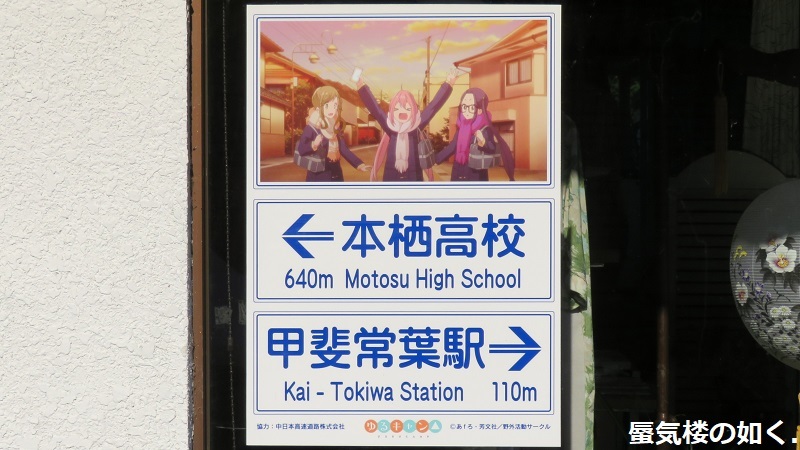 ←本栖高校
640m Motosu High School
甲斐常葉駅→
Kai - Tokiwa Station 110m
協力:中日本高速道路株式会社 ゆるキャン△ ©あfろ・芳文社/野外活動サークル
蜃気楼の如く.